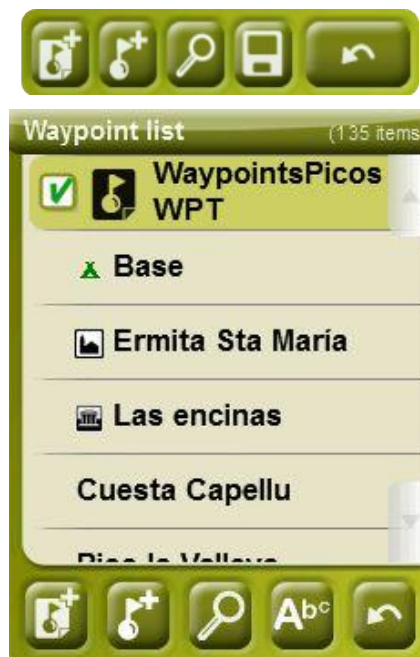 Waypoint list (135 items
WaypointsPicos
WPT
Base
Ermita Sta María
Las encinas
Cuesta Capellu
Abc